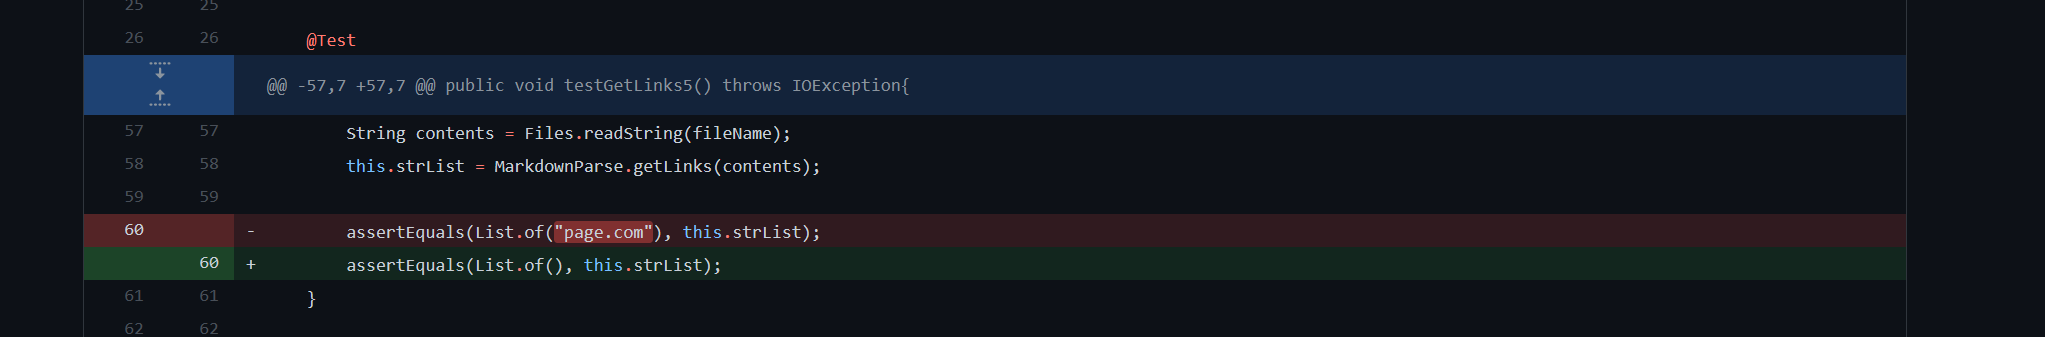 25 25
26 26 @Test
@@ -57,7 +57,7 @@ public void testGetLinks5() throws IOException{
57 57 String contents = Files.readString(fileName);
58 58 this.strList = MarkdownParse.getLinks(contents);
59 59
60 - assertEquals(List.of("page.com"), this.strList);
60 + assertEquals(List.of(), this.strList);
61 61 }
62 62